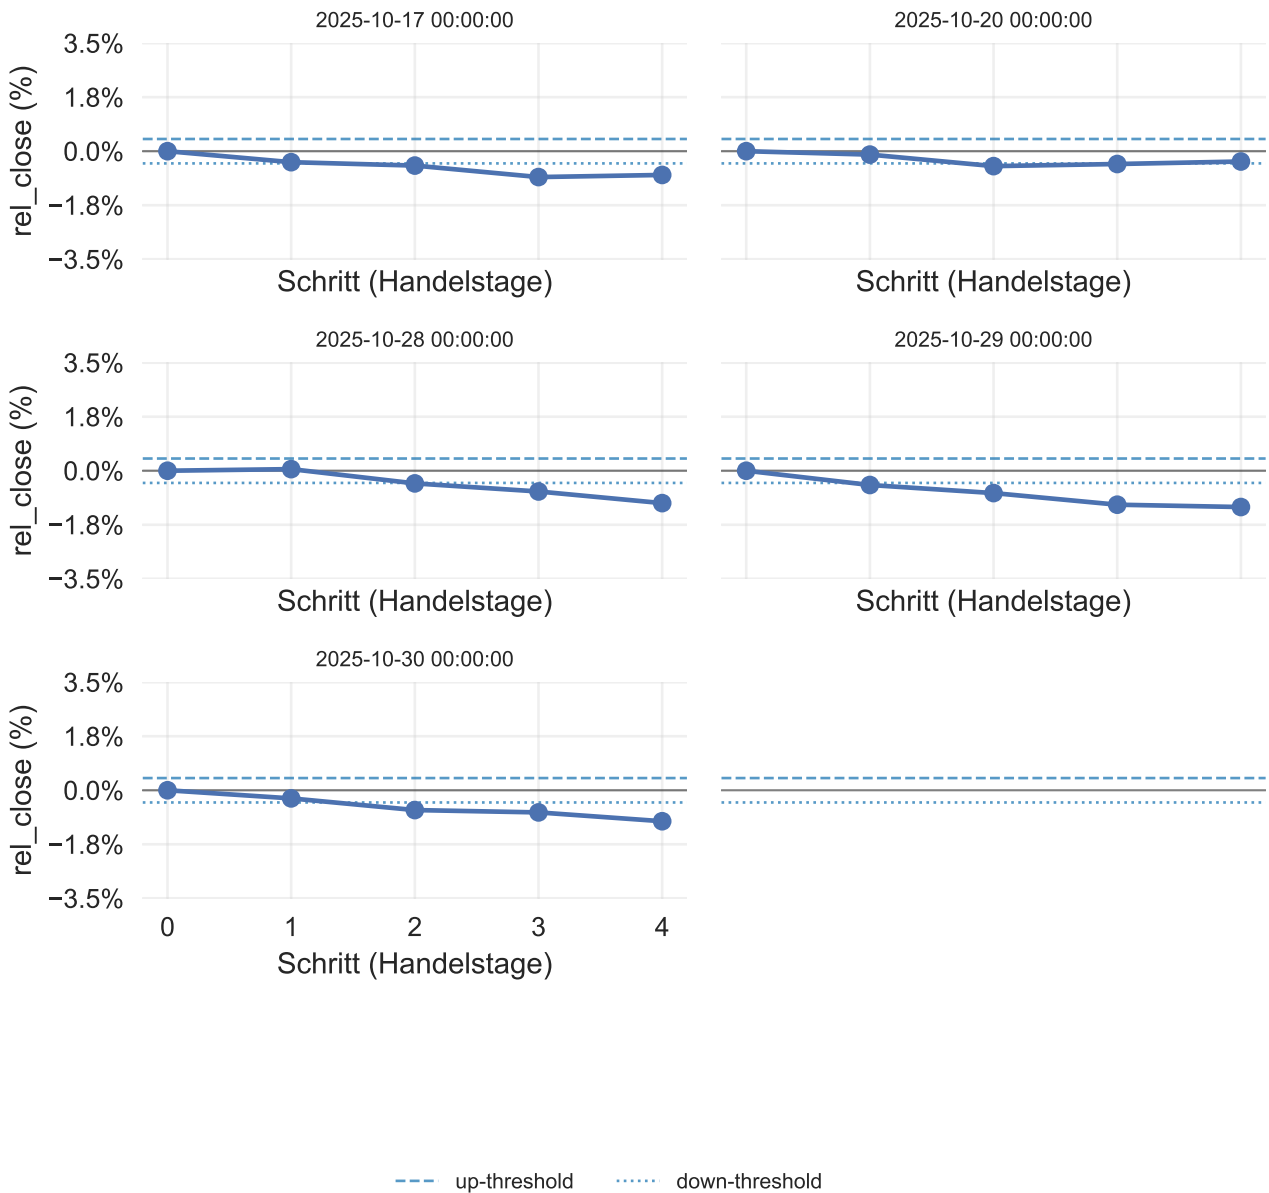 2025-10-17 00:00:00
2025-10-20 00:00:00
3.5%
1.8%
0.0%
−1.8%
−3.5%
rel_close (%)
Schritt (Handelstage)
Schritt (Handelstage)
2025-10-28 00:00:00
2025-10-29 00:00:00
3.5%
1.8%
0.0%
−1.8%
−3.5%
rel_close (%)
Schritt (Handelstage)
Schritt (Handelstage)
2025-10-30 00:00:00
3.5%
1.8%
0.0%
−1.8%
−3.5%
rel_close (%)
0 1 2 3 4
Schritt (Handelstage)
up-threshold down-threshold